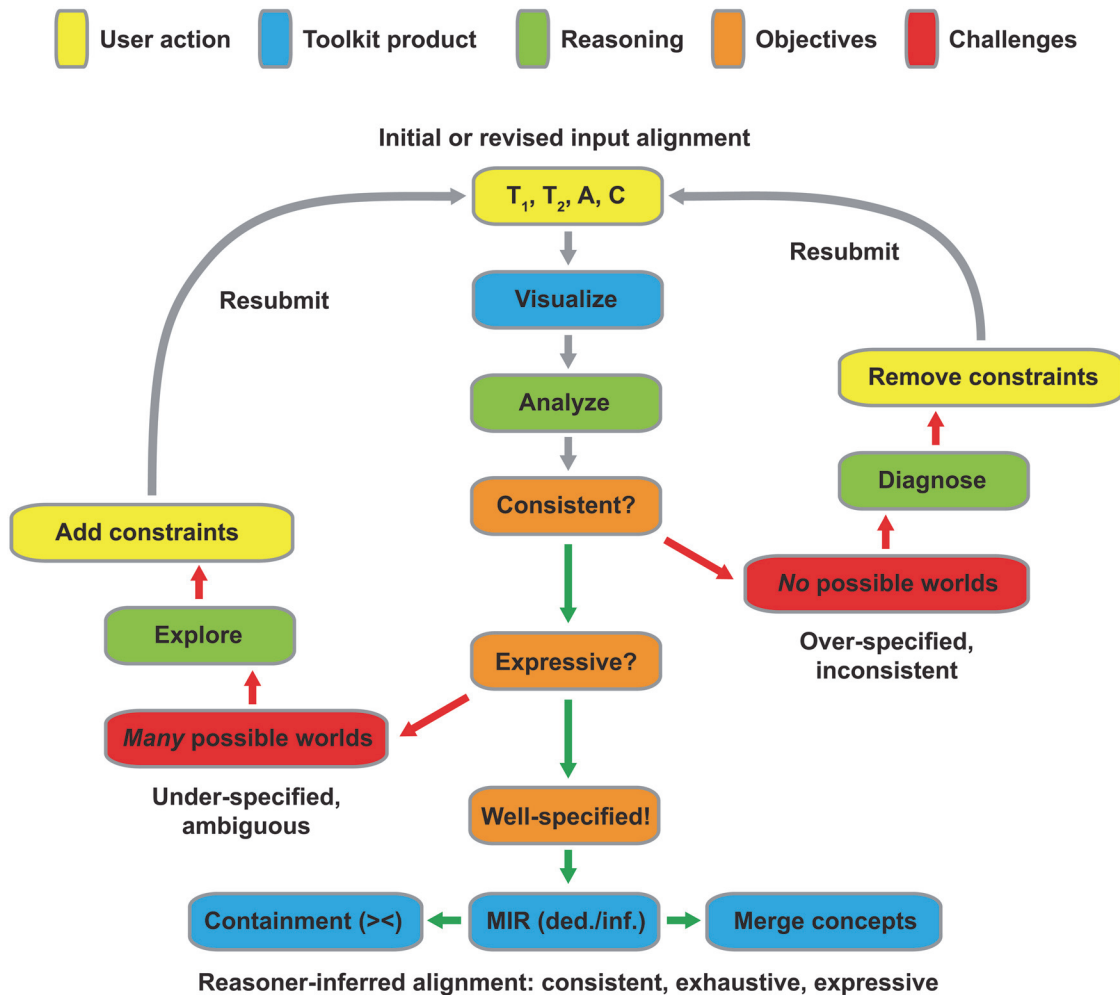 User action
Toolkit product
Reasoning
Objectives
Challenges
Initial or revised input alignment
T1, T2, A, C
Resubmit
Resubmit
Visualize
Remove constraints
Analyze
Diagnose
Consistent?
Add constraints
No possible worlds
Explore
Expressive?
Over-specified,
inconsistent
Many possible worlds
Under-specified,
ambiguous
Well-specified!
Containment (><)
MIR (ded./inf.)
Merge concepts
Reasoner-inferred alignment: consistent, exhaustive, expressive